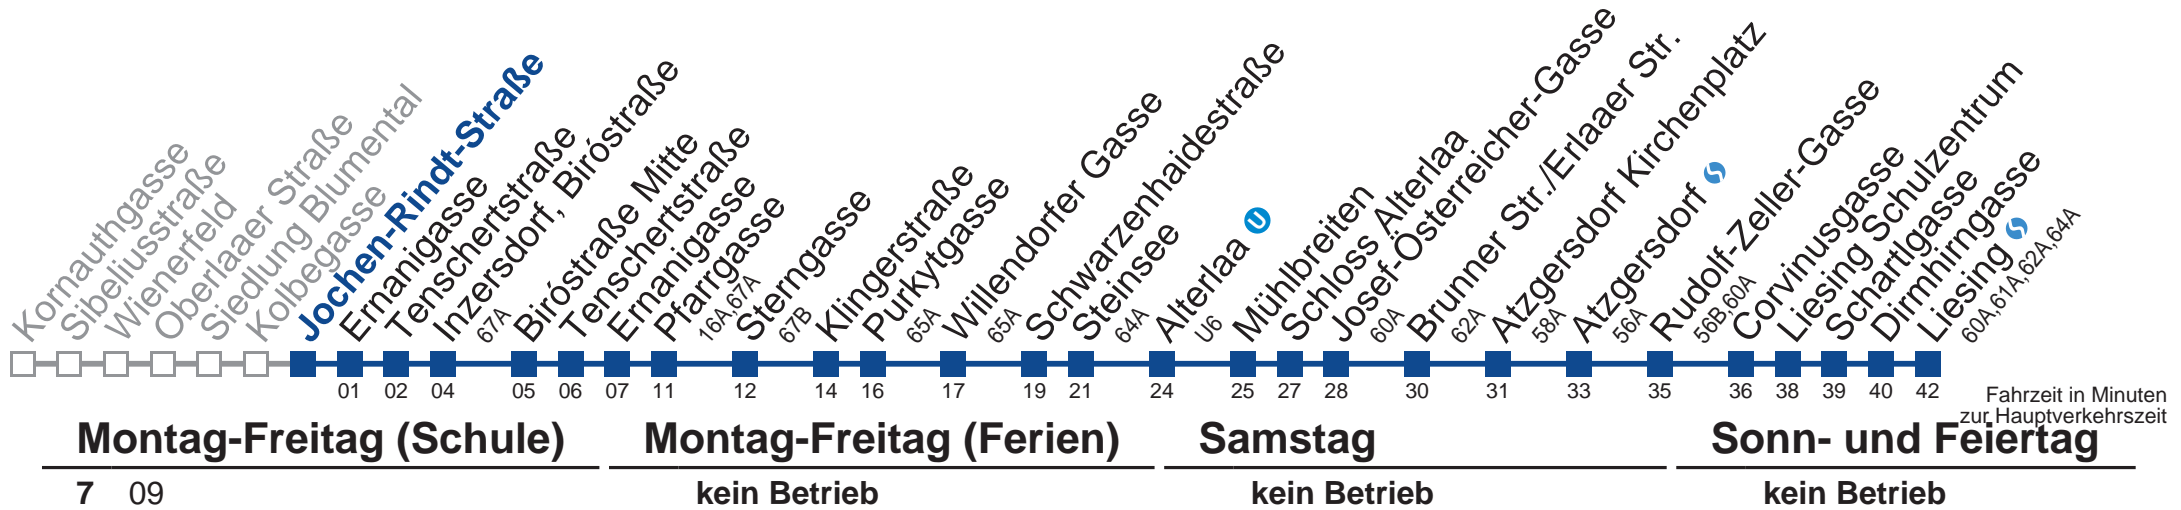 Kornauthgasse
Sibeliusstraße
Wienerfeld
Oberlaaer Straße
Siedlung Blumental
Kolbegasse
Jochen-Rindt-Straße
Ernanigasse
Tenschertstraße
Inzersdorf, Biróstraße
67A
Biróstraße Mitte
Tenschertstraße
Ernanigasse
Pfarrgasse
16A,67A
Sterngasse
67B
Klingerstraße
Purkytgasse
65A
Willendorfer Gasse
65A
Schwarzenhaidestraße
Steinsee
64A
Alterlaa U
U6
Mühlbreiten
Schloss Alterlaa
Josef-Österreicher-Gasse
60A
Brunner Str./Erlaaer Str.
62A
Atzgersdorf Kirchenplatz
58A
Atzgersdorf
56A
Rudolf-Zeller-Gasse
56B,60A
Corvinusgasse
Liesing Schulzentrum
Schartlgasse
Dirmhirngasse
Liesing
60A,61A,62A,64A
01 02 04 05 06 07 11 12 14 16 17 19 21 24 25 27 28 30 31 33 35 36 38 39 40 42
Fahrzeit in Minuten
zur Hauptverkehrszeit
Montag-Freitag (Schule) Montag-Freitag (Ferien) Samstag Sonn- und Feiertag
7 09 kein Betrieb kein Betrieb kein Betrieb